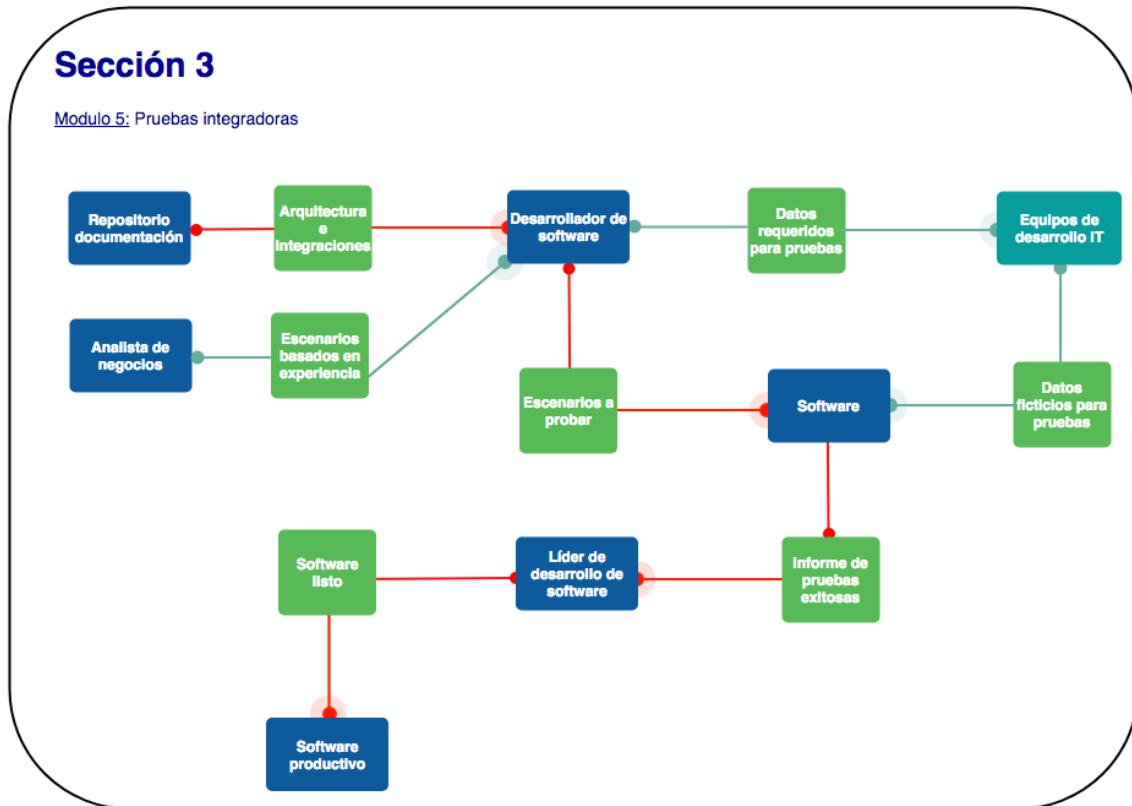 Sección 3
Modulo 5: Pruebas integradoras
Repositorio
documentación
Arquitectura
e
integraciones
Desarrollador de
software
Datos
requeridos
para pruebas
Equipos de
desarrollo IT
Analista de
negocios
Escenarios
basados en
experiencia
Escenarios a
probar
Software
Datos
ficticios para
pruebas
Software
listo
Líder de
desarrollo de
software
Informe de
pruebas
exitosas
Software
productivo